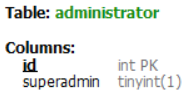 Table: administrator
Columns:
id int PK
superadmin tinyint(1)